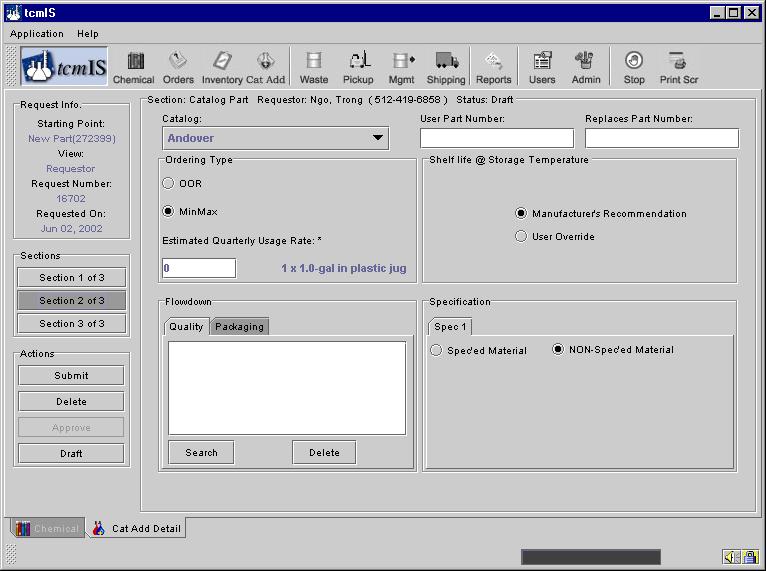 tcmIS
Application Help
tcmIS
Chemical Orders Inventory Cat Add Waste Pickup Mgmt Shipping Reports Users Admin Stop Print Scr
Request Info.
Starting Point:
New Part(272399)
View:
Requestor
Request Number:
16702
Requested On:
Jun 02, 2002
Sections
Section 1 of 3
Section 2 of 3
Section 3 of 3
Actions
Submit
Delete
Approve
Draft
Section: Catalog Part Requestor: Ngo, Trong ( 512-419-6858 ) Status: Draft
Catalog: User Part Number: Replaces Part Number:
Andover
Ordering Type
OOR
MinMax
Estimated Quarterly Usage Rate: *
0 1 x 1.0-gal in plastic jug
Shelf life @ Storage Temperature
Manufacturer's Recommendation
User Override
Flowdown
Quality Packaging
Search Delete
Specification
Spec 1
Spec'ed Material NON-Spec'ed Material
Chemical Cat Add Detail